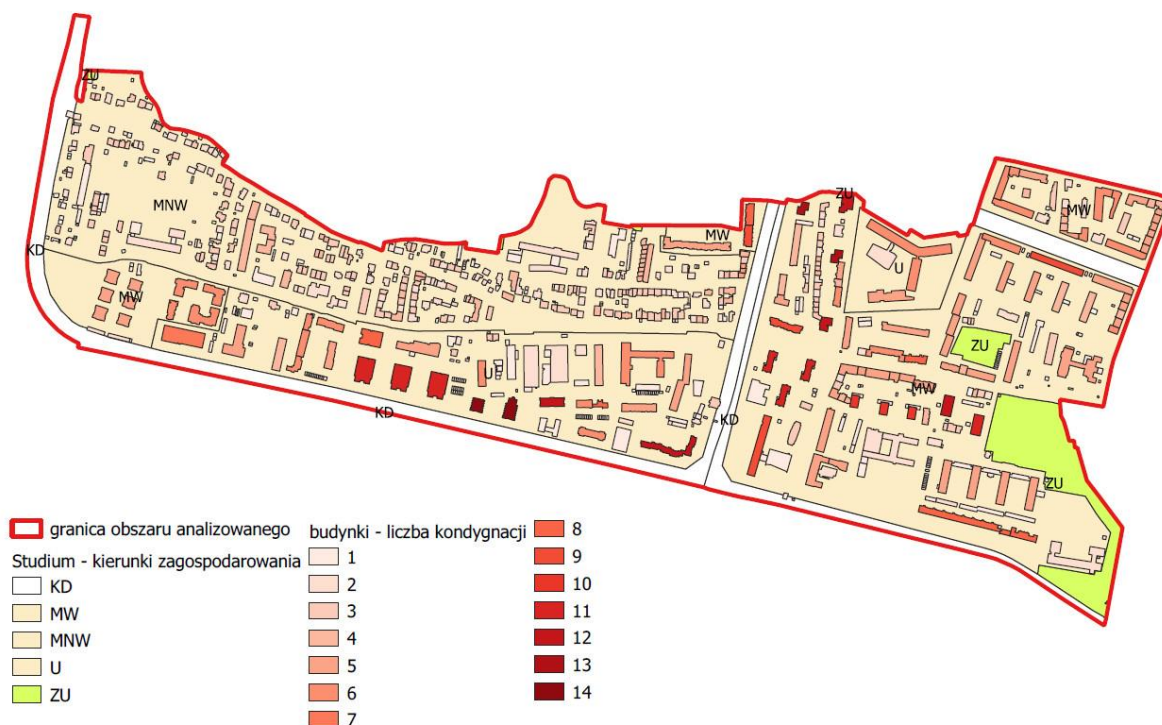 ZU
MNW
KD
MW
MW
ZU
MW
U
ZU
MW
U
KD
KD
ZU
granica obszaru analizowanego
Studium - kierunki zagospodarowania
KD
MW
MNW
U
ZU
budynki - liczba kondygnacji
1
2
3
4
5
6
7
8
9
10
11
12
13
14